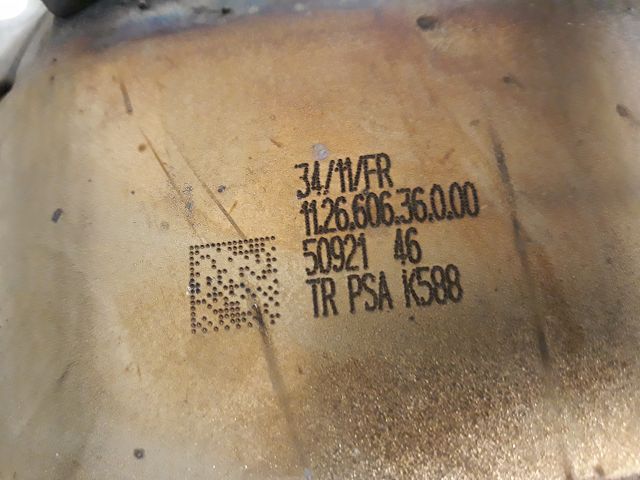 34/11/FR
11.26.606.36.0.00
50921 46
TR PSA K588